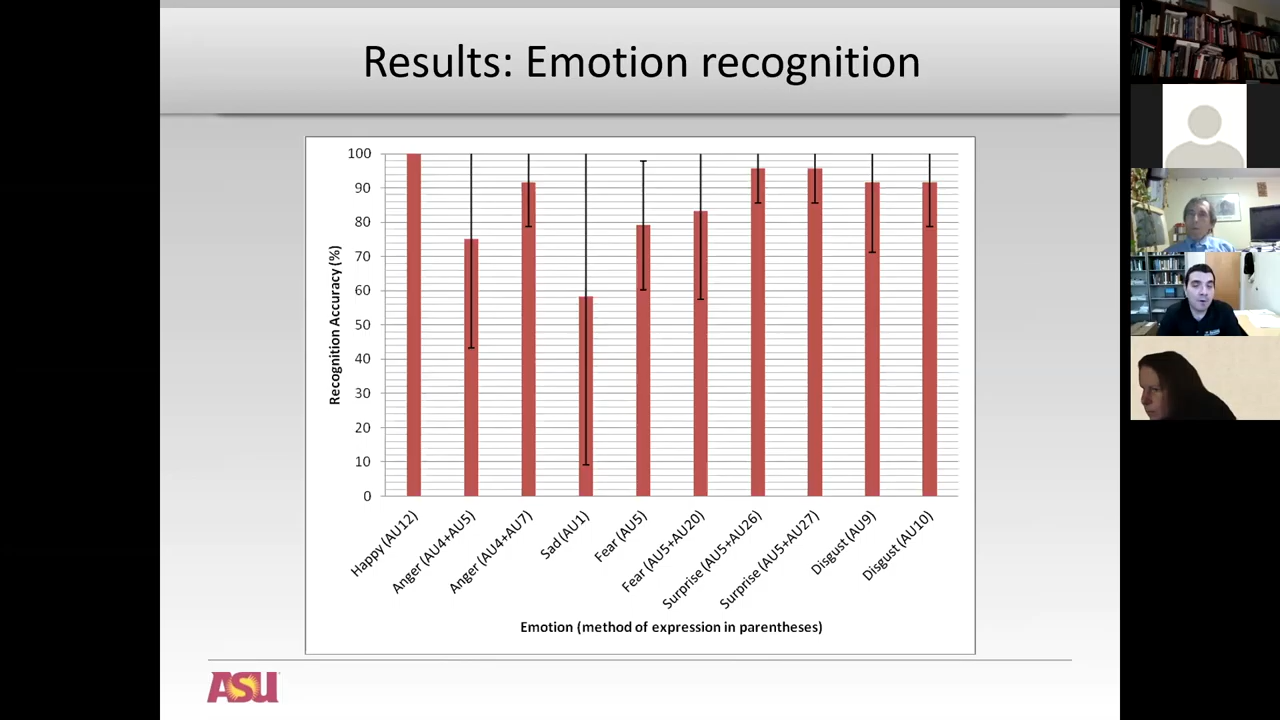 Results: Emotion recognition
100
90
80
70
60
50
40
30
20
10
0
Recognition Accuracy (%)
Happy (AU12)
Anger (AU4+AU5)
Anger (AU4+AU7)
Sad (AU1)
Fear (AU5)
Fear (AU5+AU20)
Surprise (AU5+AU26)
Surprise (AU5+AU27)
Disgust (AU9)
Disgust (AU10)
Emotion (method of expression in parentheses)
ASU